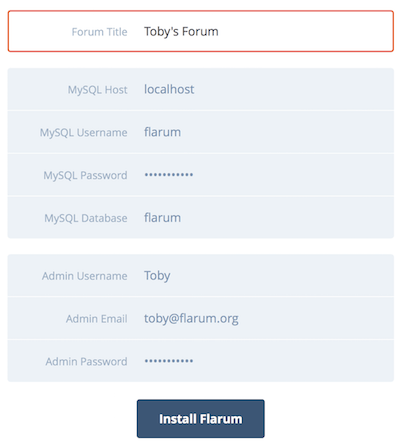 Forum Title Toby's Forum
MySQL Host localhost
MySQL Username flarum
MySQL Password •••••••••••
MySQL Database flarum
Admin Username Toby
Admin Email toby@flarum.org
Admin Password •••••••••••
Install Flarum